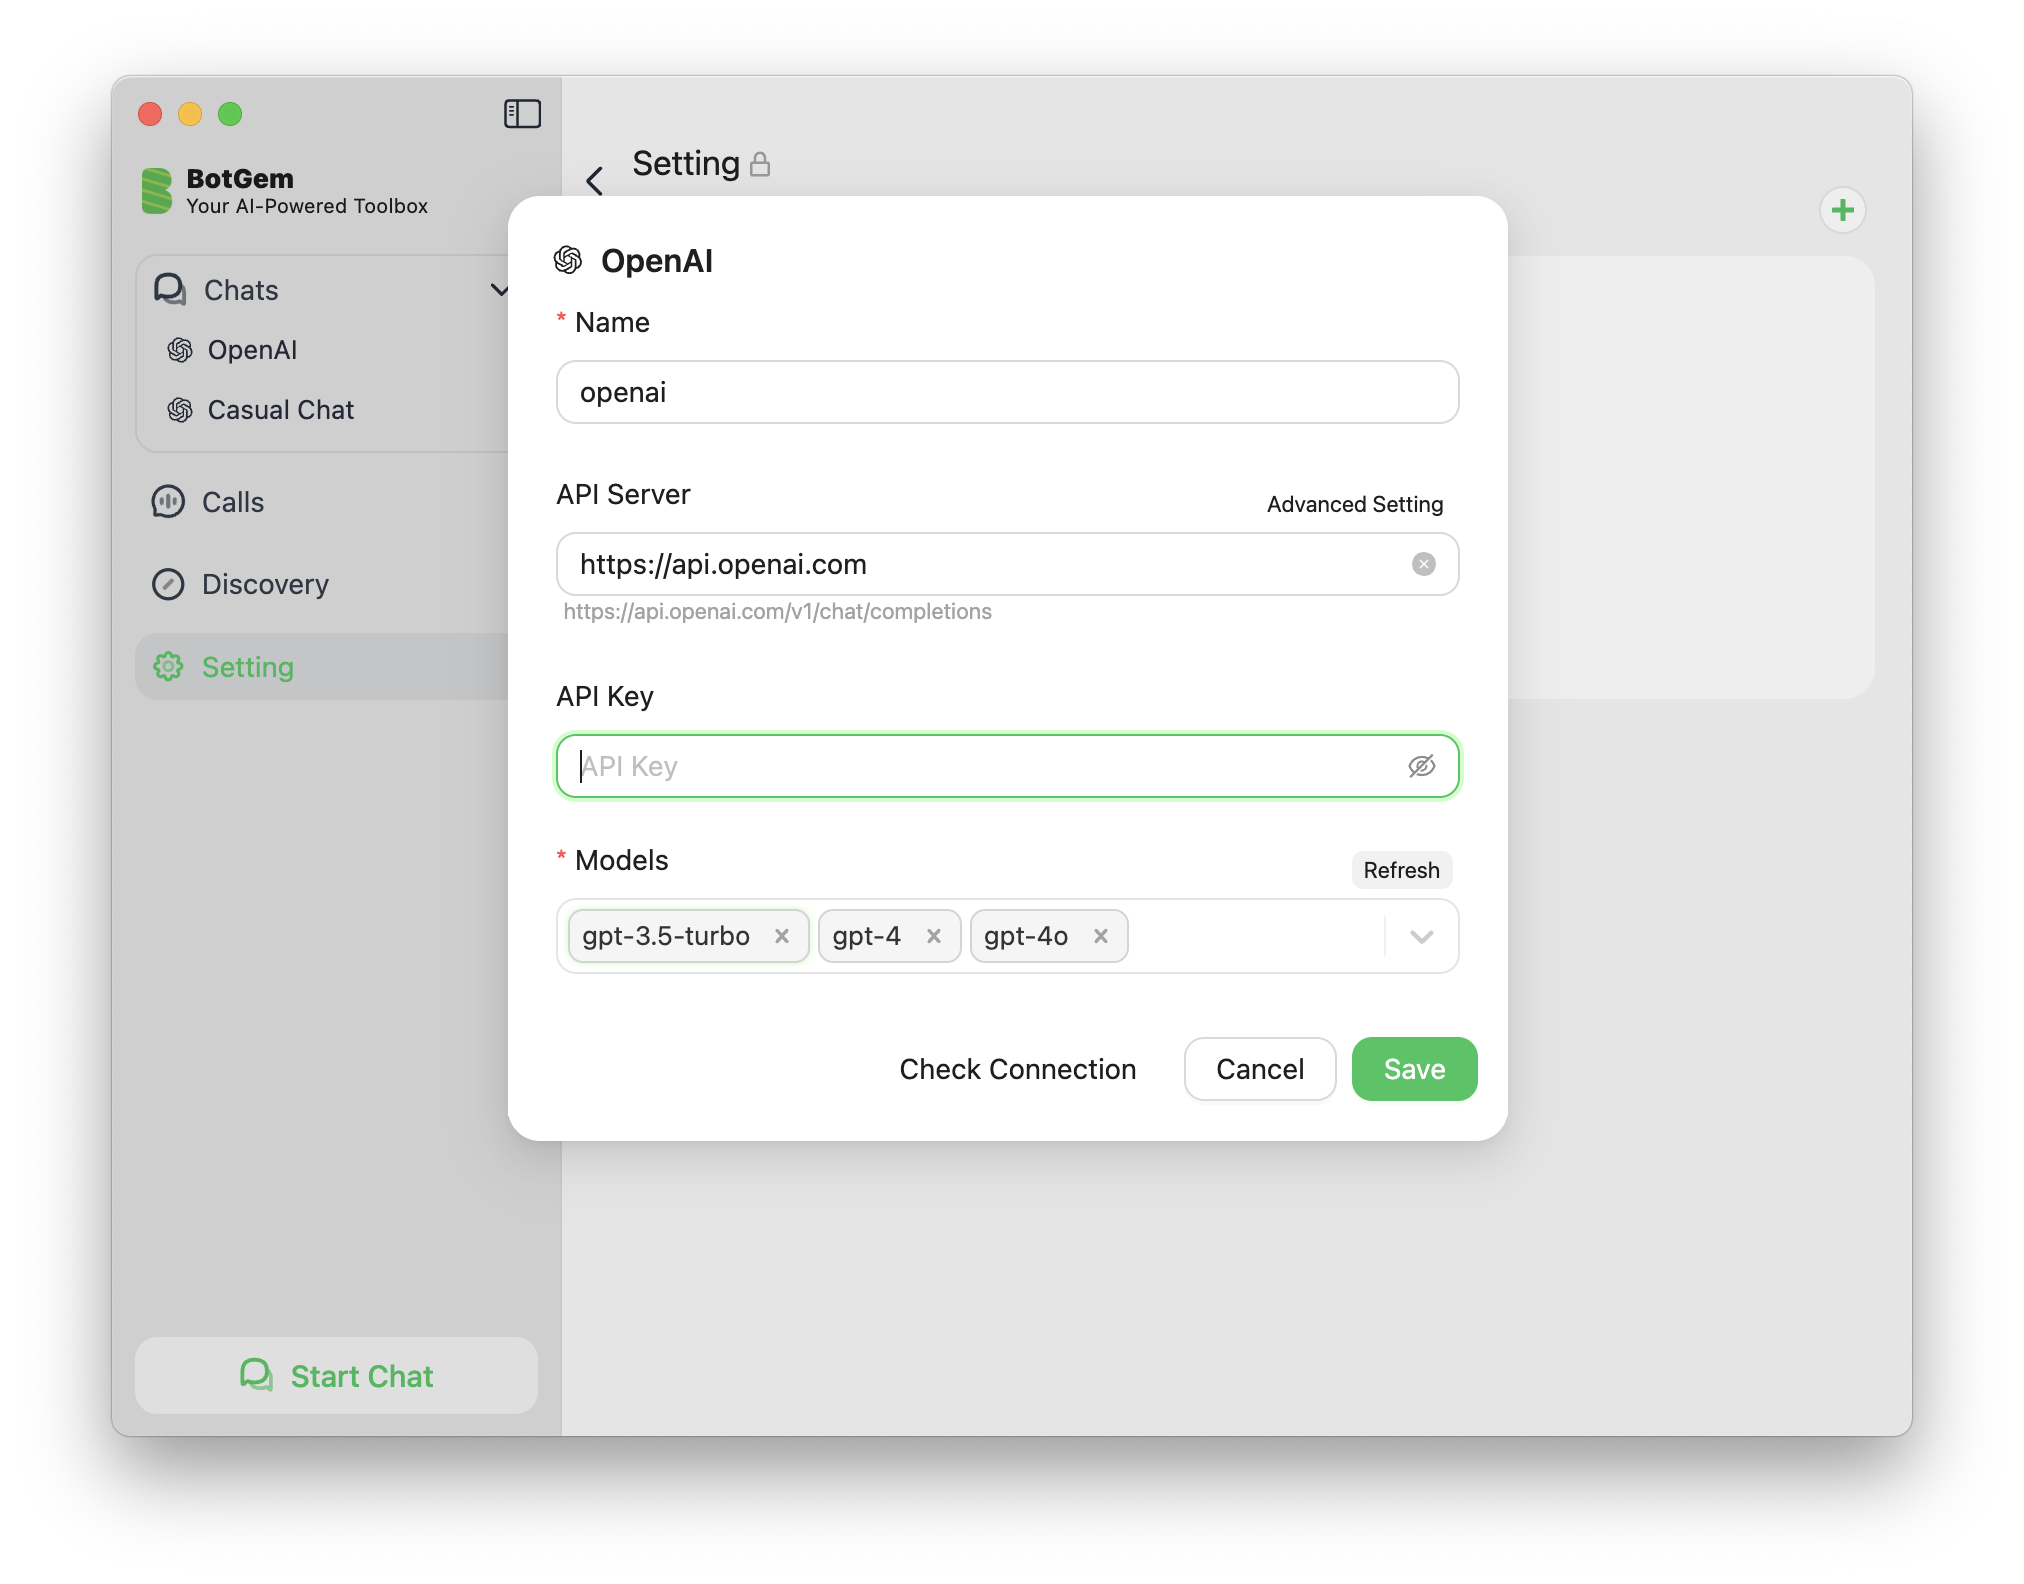 BotGem
Your AI-Powered Toolbox
Chats
OpenAI
Casual Chat
Calls
Discovery
Setting
Start Chat
Setting
OpenAI
* Name
openai
API Server
Advanced Setting
https://api.openai.com
https://api.openai.com/v1/chat/completions
API Key
API Key
* Models
Refresh
gpt-3.5-turbo gpt-4 gpt-4o
Check Connection Cancel Save